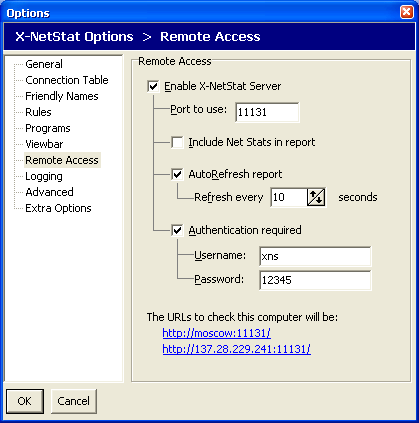 Options
X-NetStat Options > Remote Access
General
Connection Table
Friendly Names
Rules
Programs
Viewbar
Remote Access
Logging
Advanced
Extra Options
Remote Access
Enable X-NetStat Server
Port to use: 11131
Include Net Stats in report
AutoRefresh report
Refresh every 10 seconds
Authentication required
Username: xns
Password: 12345
The URLs to check this computer will be:
http://moscow:11131/
http://137.28.229.241:11131/
OK Cancel